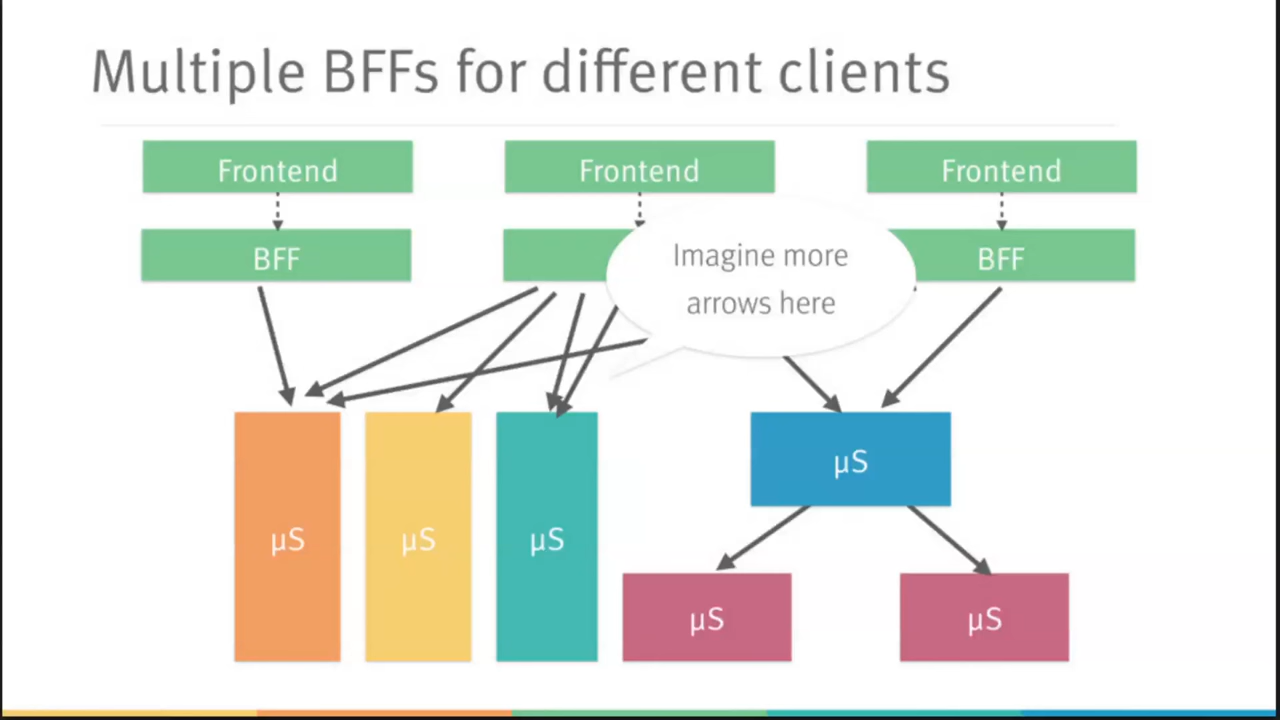 Multiple BFFs for different clients
Frontend
Frontend
Frontend
BFF
Imagine more
arrows here
BFF
µS
µS
µS
µS
µS
µS